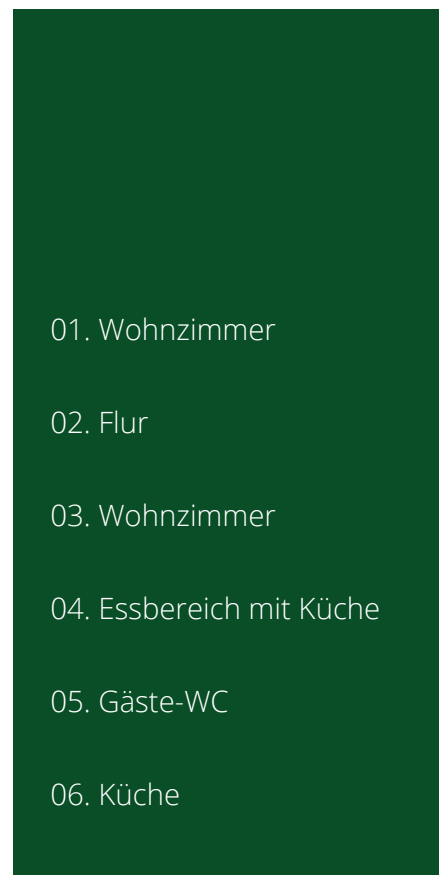 01. Wohnzimmer
02. Flur
03. Wohnzimmer
04. Essbereich mit Küche
05. Gäste-WC
06. Küche